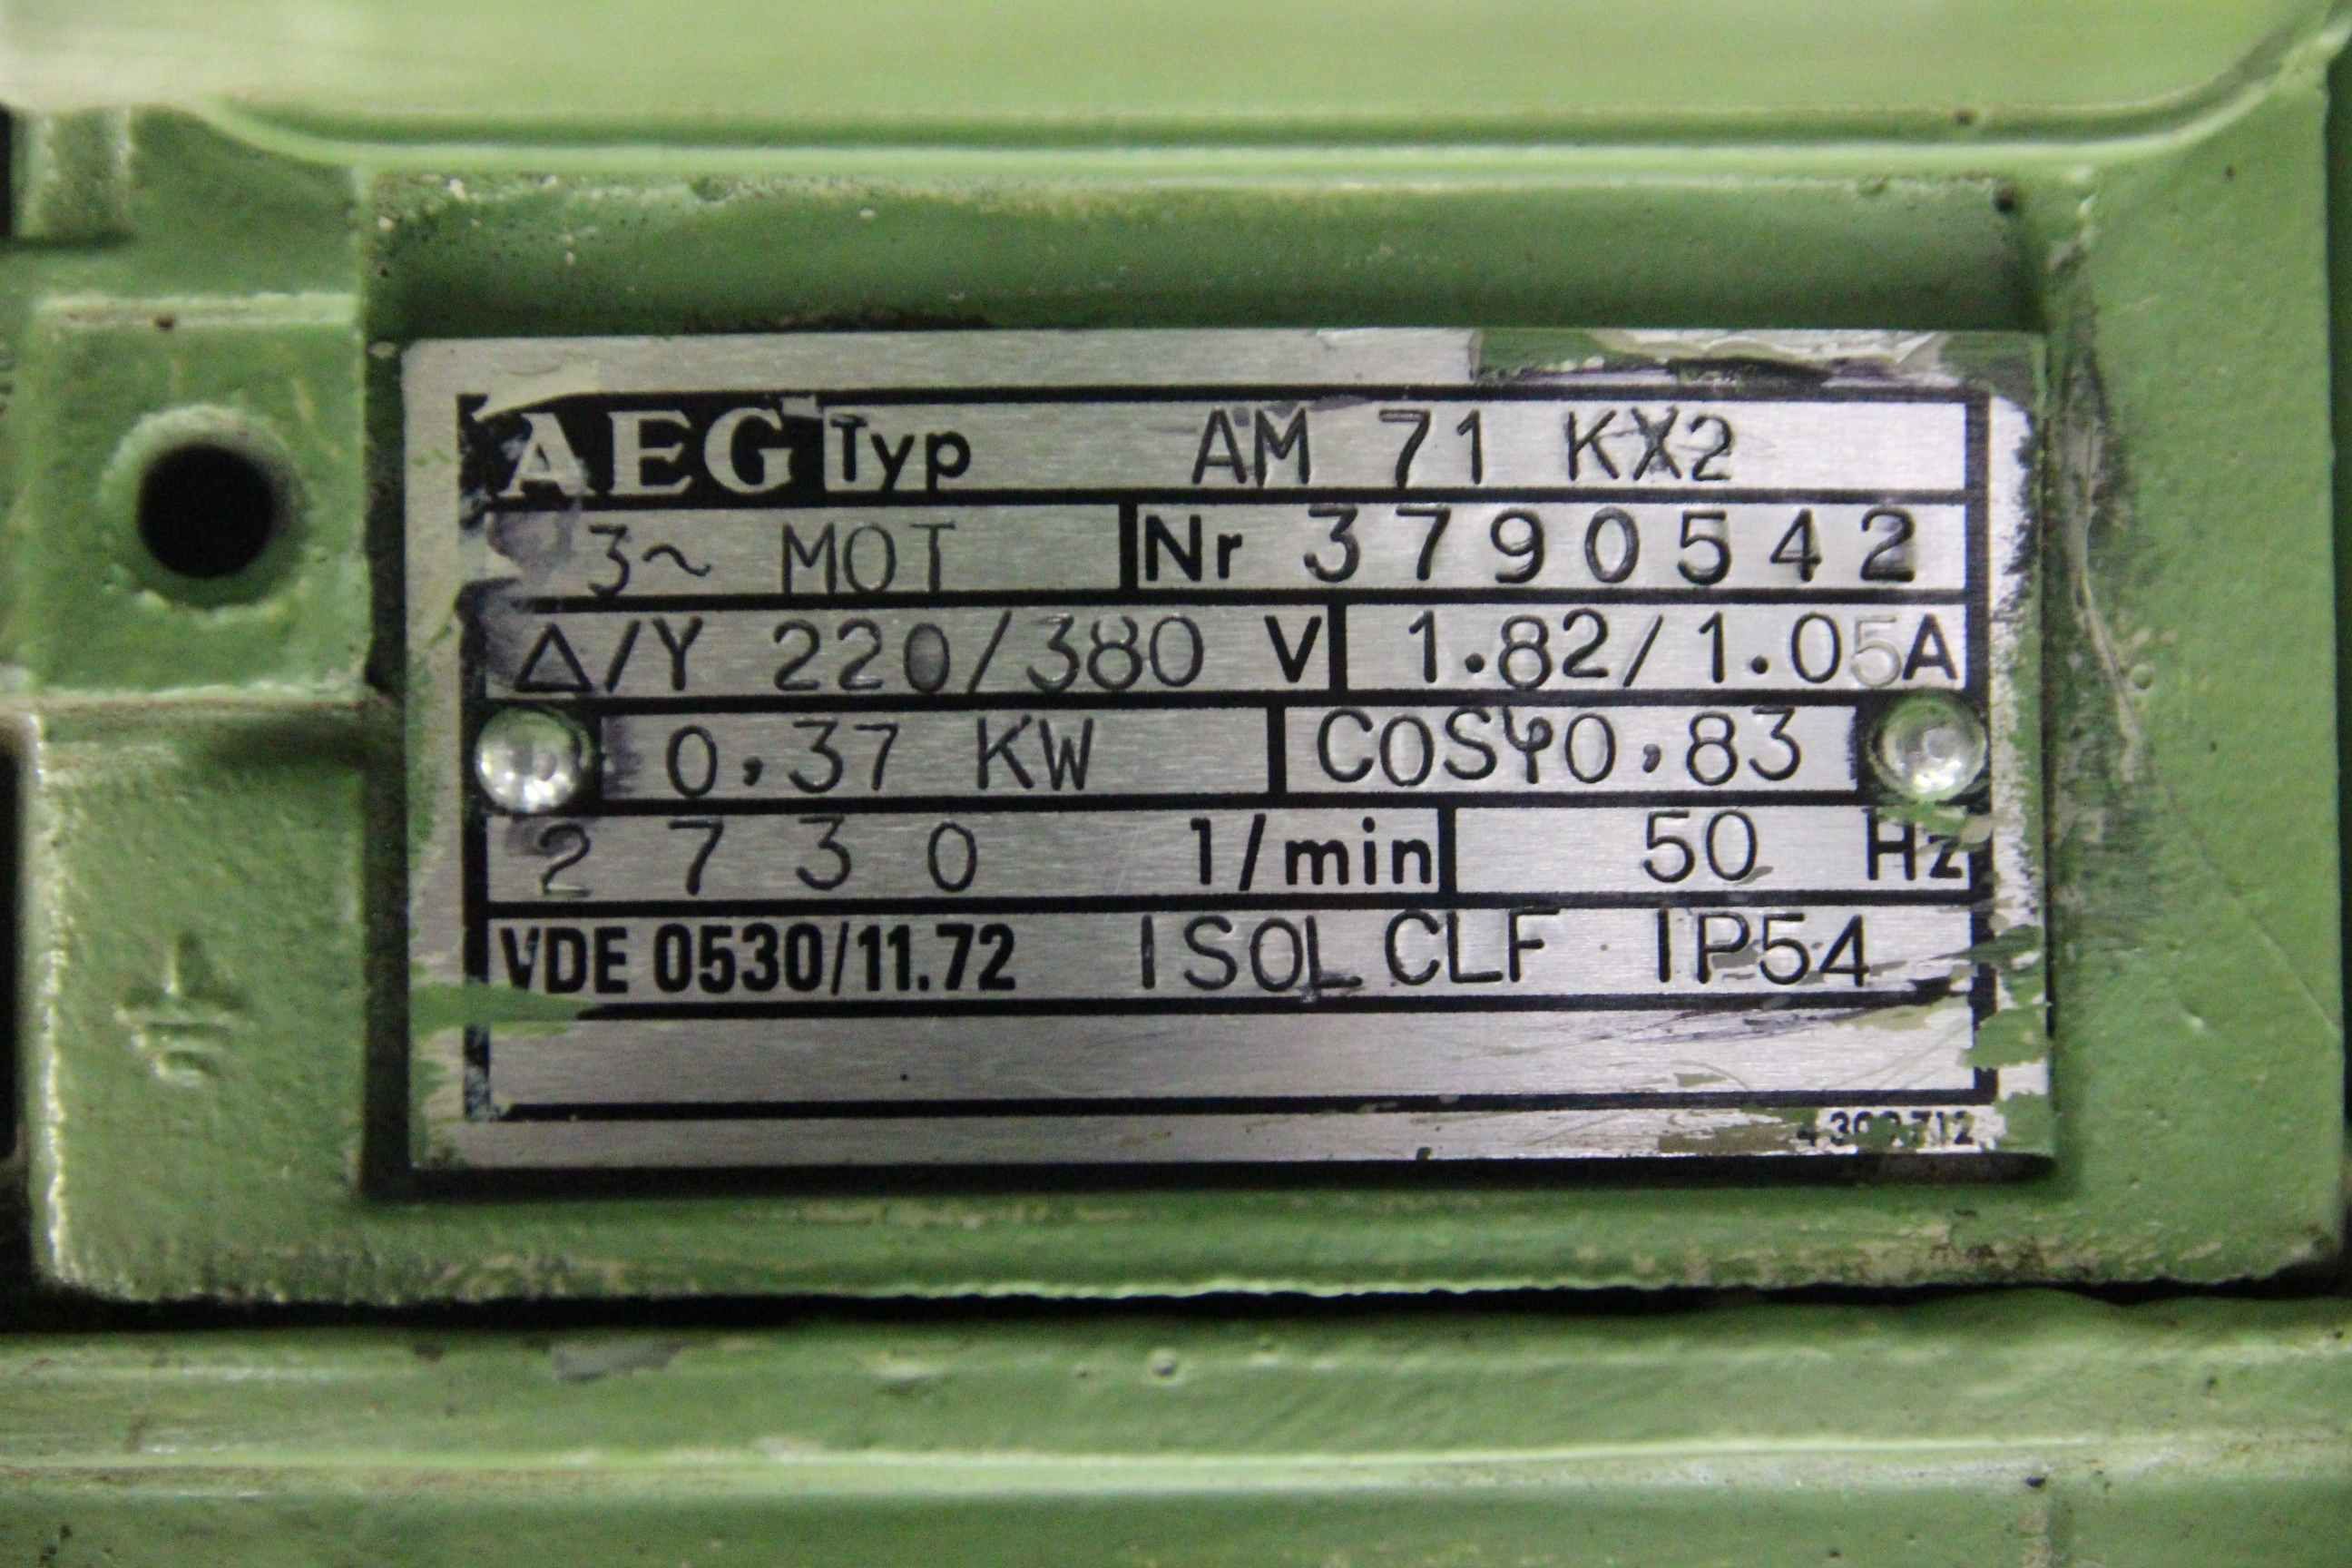 AEG Typ AM 71 KX2
3~ MOT Nr 3790542
Δ/Y 220/380 V 1.82/1.05A
0,37 KW COSφ0,83
2730 1/min 50 Hz
VDE 0530/11.72 ISOL CLF IP54